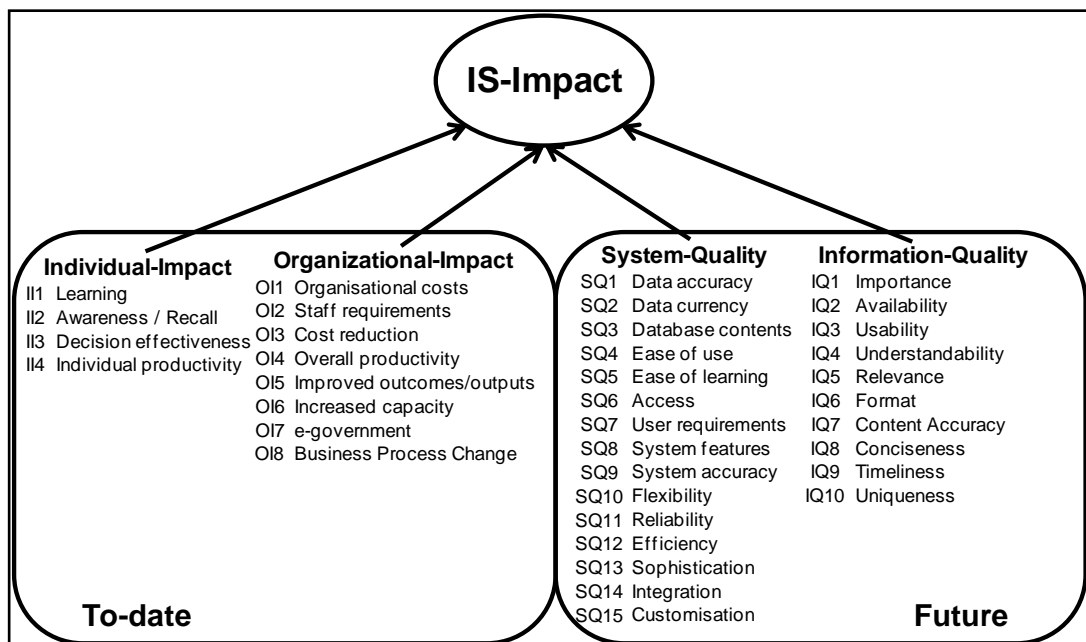 IS-Impact
Individual-Impact
II1 Learning
II2 Awareness / Recall
II3 Decision effectiveness
II4 Individual productivity
Organizational-Impact
OI1 Organisational costs
OI2 Staff requirements
OI3 Cost reduction
OI4 Overall productivity
OI5 Improved outcomes/outputs
OI6 Increased capacity
OI7 e-government
OI8 Business Process Change
To-date
System-Quality
SQ1 Data accuracy
SQ2 Data currency
SQ3 Database contents
SQ4 Ease of use
SQ5 Ease of learning
SQ6 Access
SQ7 User requirements
SQ8 System features
SQ9 System accuracy
SQ10 Flexibility
SQ11 Reliability
SQ12 Efficiency
SQ13 Sophistication
SQ14 Integration
SQ15 Customisation
Information-Quality
IQ1 Importance
IQ2 Availability
IQ3 Usability
IQ4 Understandability
IQ5 Relevance
IQ6 Format
IQ7 Content Accuracy
IQ8 Conciseness
IQ9 Timeliness
IQ10 Uniqueness
Future